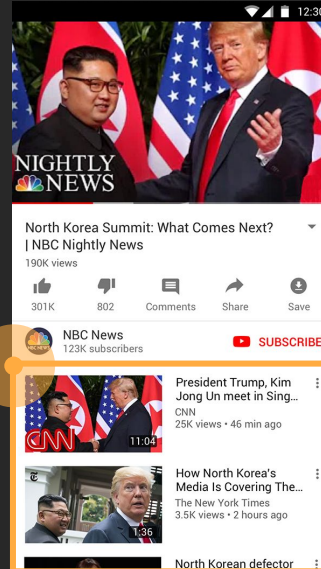 12:30
NIGHTLY
NEWS
North Korea Summit: What Comes Next?
| NBC Nightly News
190K views
301K
802
Comments
Share
Save
NBC News
123K subscribers
SUBSCRIBE
President Trump, Kim
Jong Un meet in Sing...
CNN
25K views • 46 min ago
CNN
11:04
How North Korea's
Media Is Covering The...
The New York Times
3.5K views • 2 hours ago
1:36
North Korean defector